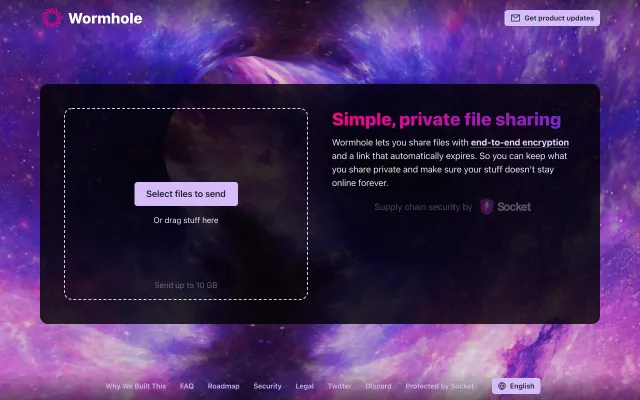 Wormhole
Get product updates
Select files to send
Or drag stuff here
Send up to 10 GB
Simple, private file sharing
Wormhole lets you share files with end-to-end encryption
and a link that automatically expires. So you can keep what
you share private and make sure your stuff doesn't stay
online forever.
Supply chain security by Socket
Why We Built This FAQ Roadmap Security Legal Twitter Discord Protected by Socket English